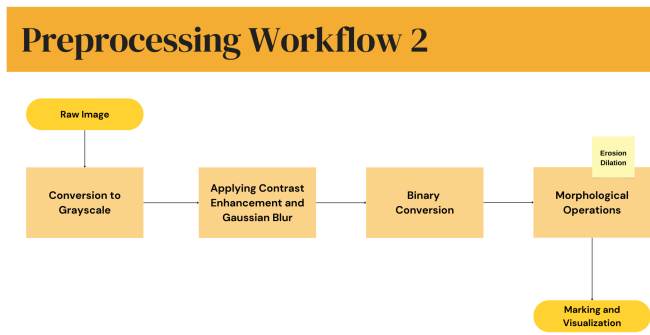 Preprocessing Workflow 2
Raw Image
Conversion to
Grayscale
Applying Contrast
Enhancement and
Gaussian Blur
Binary
Conversion
Erosion
Dilation
Morphological
Operations
Marking and
Visualization